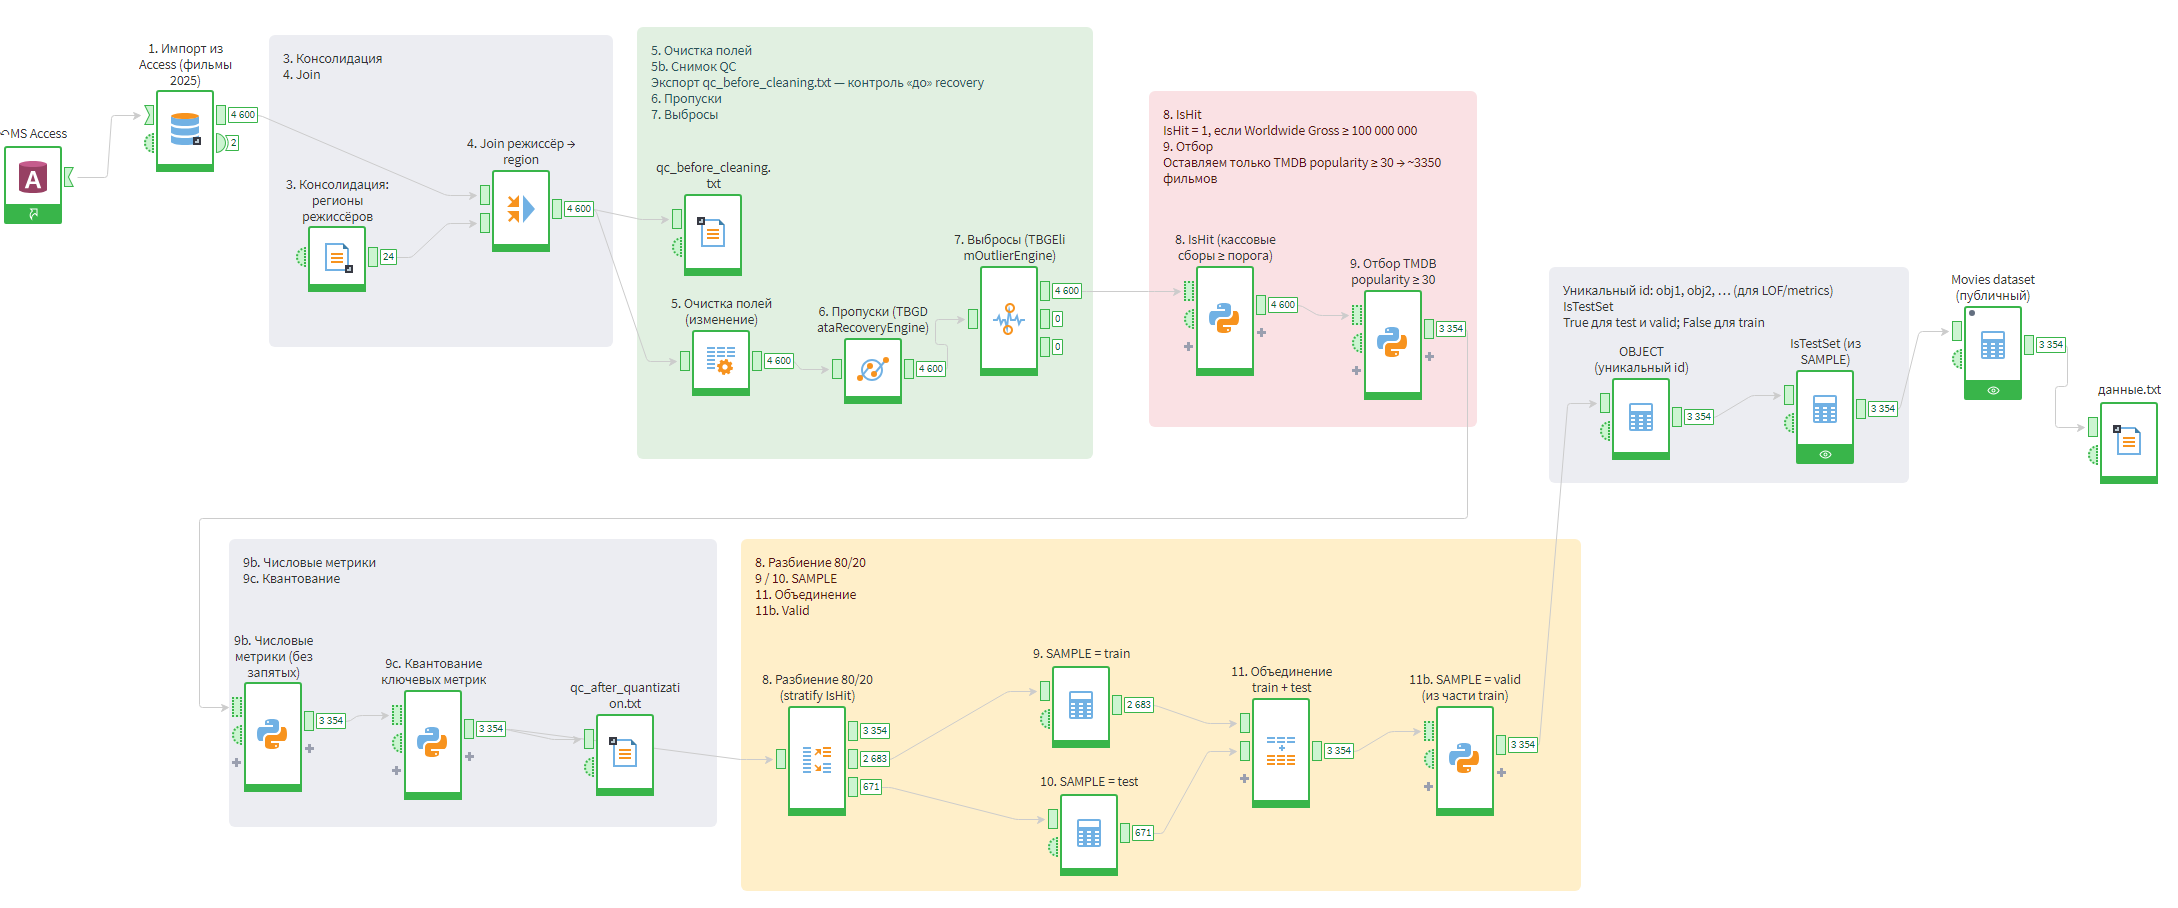 MS Access
1. Импорт из
Access (фильмы
2025)
4 600
2
3. Консолидация
4. Join
3. Консолидация:
регионы
режиссёров
24
4. Join режиссёр →
region
4 600
5. Очистка полей
5b. Снимок QC
Экспорт qc_before_cleaning.txt — контроль «до» recovery
6. Пропуски
7. Выбросы
qc_before_cleaning.
txt
5. Очистка полей
(изменение)
4 600
6. Пропуски (TBGD
ataRecoveryEngine)
4 600
7. Выбросы (TBGEli
mOutlierEngine)
4 600
0
0
8. IsHit
IsHit = 1, если Worldwide Gross ≥ 100 000 000
9. Отбор
Оставляем только TMDB popularity ≥ 30 → ~3350
фильмов
8. IsHit (кассовые
сборы ≥ порога)
4 600
9. Отбор TMDB
popularity ≥ 30
3 354
Уникальный id: obj1, obj2, … (для LOF/metrics)
IsTestSet
True для test и valid; False для train
OBJECT
(уникальный id)
3 354
IsTestSet (из
SAMPLE)
3 354
Movies dataset
(публичный)
3 354
данные.txt
9b. Числовые метрики
9c. Квантование
9b. Числовые
метрики (без
запятых)
3 354
9c. Квантование
ключевых метрик
3 354
qc_after_quantizati
on.txt
8. Разбиение 80/20
9 / 10. SAMPLE
11. Объединение
11b. Valid
8. Разбиение 80/20
(stratify IsHit)
3 354
2 683
671
9. SAMPLE = train
2 683
10. SAMPLE = test
671
11. Объединение
train + test
3 354
11b. SAMPLE = valid
(из части train)
3 354